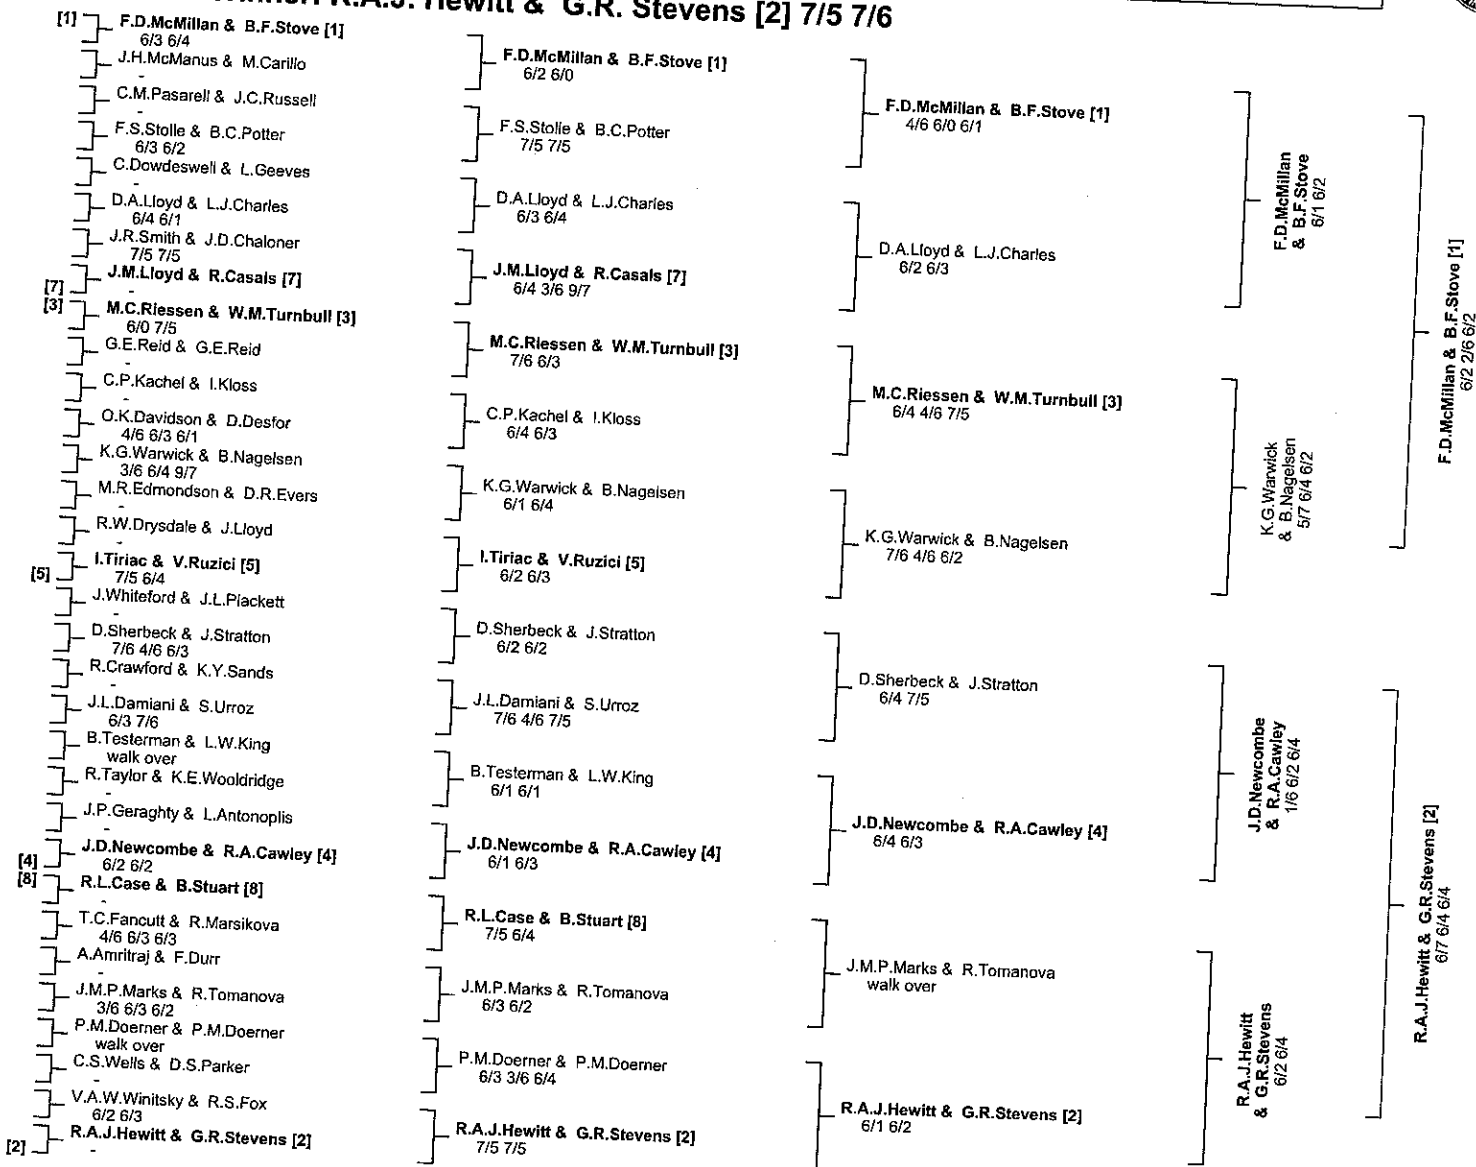 R.A.J. Hewitt & G.R. Stevens [2] 7/5 7/6
[1] F.D.McMillan & B.F.Stove [1]
6/3 6/4
J.H.McManus & M.Carillo
-
C.M.Pasarell & J.C.Russell
-
F.S.Stolle & B.C.Potter
6/3 6/2
C.Dowdeswell & L.Geeves
-
D.A.Lloyd & L.J.Charles
6/4 6/1
J.R.Smith & J.D.Chaloner
7/5 7/5
[7] J.M.Lloyd & R.Casals [7]
-
[3] M.C.Riessen & W.M.Turnbull [3]
6/0 7/5
G.E.Reid & G.E.Reid
-
C.P.Kachel & I.Kloss
-
O.K.Davidson & D.Desfor
4/6 6/3 6/1
K.G.Warwick & B.Nagelsen
3/6 6/4 9/7
M.R.Edmondson & D.R.Evers
-
R.W.Drysdale & J.Lloyd
-
[5] I.Tiriac & V.Ruzici [5]
7/5 6/4
J.Whiteford & J.L.Plackett
-
D.Sherbeck & J.Stratton
7/6 4/6 6/3
R.Crawford & K.Y.Sands
-
J.L.Damiani & S.Urroz
6/3 7/6
B.Testerman & L.W.King
walk over
R.Taylor & K.E.Wooldridge
-
J.P.Geraghty & L.Antonoplis
-
[4] J.D.Newcombe & R.A.Cawley [4]
6/2 6/2
[8] R.L.Case & B.Stuart [8]
-
T.C.Fancutt & R.Marsikova
4/6 6/3 6/3
A.Amritraj & F.Durr
-
J.M.P.Marks & R.Tomanova
3/6 6/3 6/2
P.M.Doerner & P.M.Doerner
walk over
C.S.Wells & D.S.Parker
-
V.A.W.Winitsky & R.S.Fox
6/2 6/3
[2] R.A.J.Hewitt & G.R.Stevens [2]
-
F.D.McMillan & B.F.Stove [1]
6/2 6/0
F.S.Stolle & B.C.Potter
7/5 7/5
D.A.Lloyd & L.J.Charles
6/3 6/4
J.M.Lloyd & R.Casals [7]
6/4 3/6 9/7
M.C.Riessen & W.M.Turnbull [3]
7/6 6/3
C.P.Kachel & I.Kloss
6/4 6/3
K.G.Warwick & B.Nagelsen
6/1 6/4
I.Tiriac & V.Ruzici [5]
6/2 6/3
D.Sherbeck & J.Stratton
6/2 6/2
J.L.Damiani & S.Urroz
7/6 4/6 7/5
B.Testerman & L.W.King
6/1 6/1
J.D.Newcombe & R.A.Cawley [4]
6/1 6/3
R.L.Case & B.Stuart [8]
7/5 6/4
J.M.P.Marks & R.Tomanova
6/3 6/2
P.M.Doerner & P.M.Doerner
6/3 3/6 6/4
R.A.J.Hewitt & G.R.Stevens [2]
7/5 7/5
F.D.McMillan & B.F.Stove [1]
4/6 6/0 6/1
D.A.Lloyd & L.J.Charles
6/2 6/3
M.C.Riessen & W.M.Turnbull [3]
6/4 4/6 7/5
K.G.Warwick & B.Nagelsen
7/6 4/6 6/2
D.Sherbeck & J.Stratton
6/4 7/5
J.D.Newcombe & R.A.Cawley [4]
6/4 6/3
J.M.P.Marks & R.Tomanova
walk over
R.A.J.Hewitt & G.R.Stevens [2]
6/1 6/2
F.D.McMillan
& B.F.Stove
6/1 6/2
K.G.Warwick
& B.Nagelsen
5/7 6/4 6/2
J.D.Newcombe
& R.A.Cawley
1/6 6/2 6/4
R.A.J.Hewitt
& G.R.Stevens
6/2 6/4
F.D.McMillan & B.F.Stove [1]
6/2 2/6 6/2
R.A.J.Hewitt & G.R.Stevens [2]
6/7 6/4 6/4